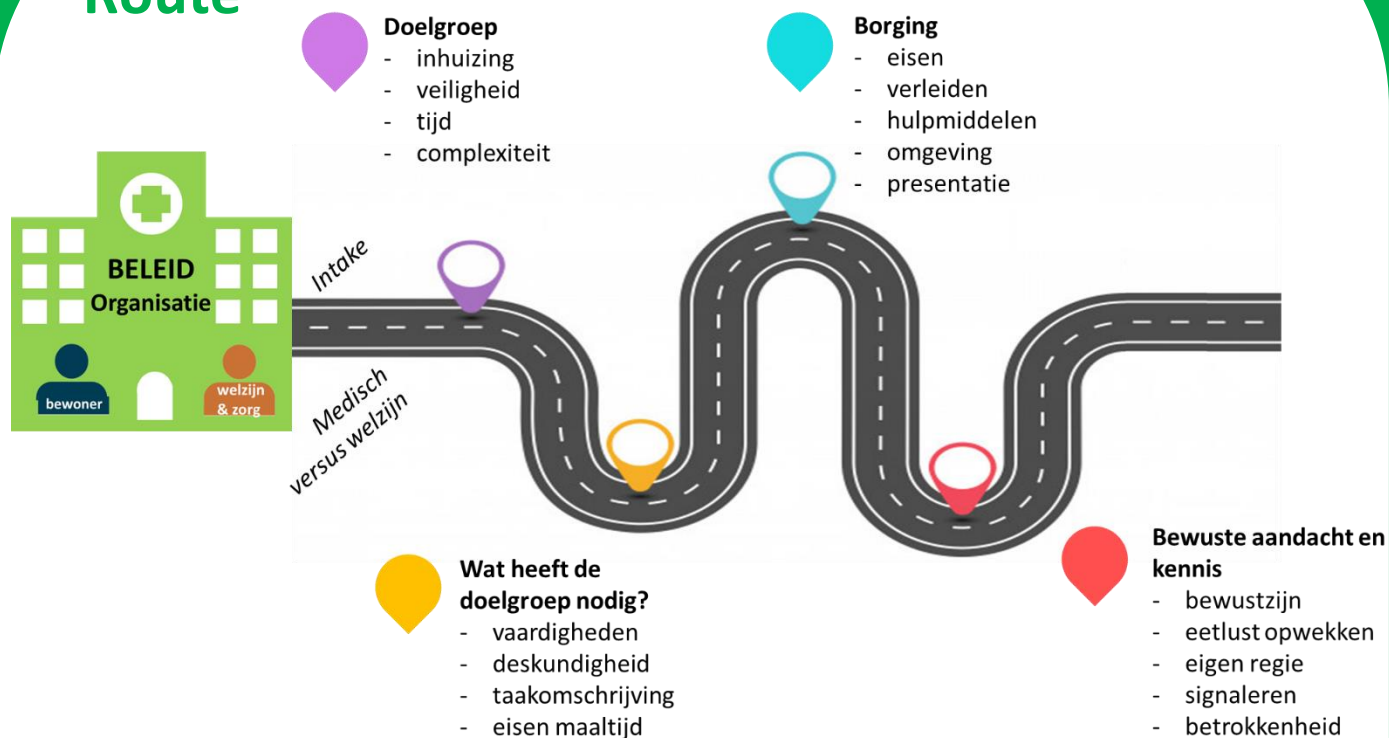 Route
Doelgroep
- inhuizing
- veiligheid
- tijd
- complexiteit
Borging
- eisen
- verleiden
- hulpmiddelen
- omgeving
- presentatie
BELEID
Organisatie
bewoner
welzijn
& zorg
Intake
Medisch
versus welzijn
Wat heeft de
doelgroep nodig?
- vaardigheden
- deskundigheid
- taakomschrijving
- eisen maaltijd
Bewuste aandacht en
kennis
- bewustzijn
- eetlust opwekken
- eigen regie
- signaleren
- betrokkenheid